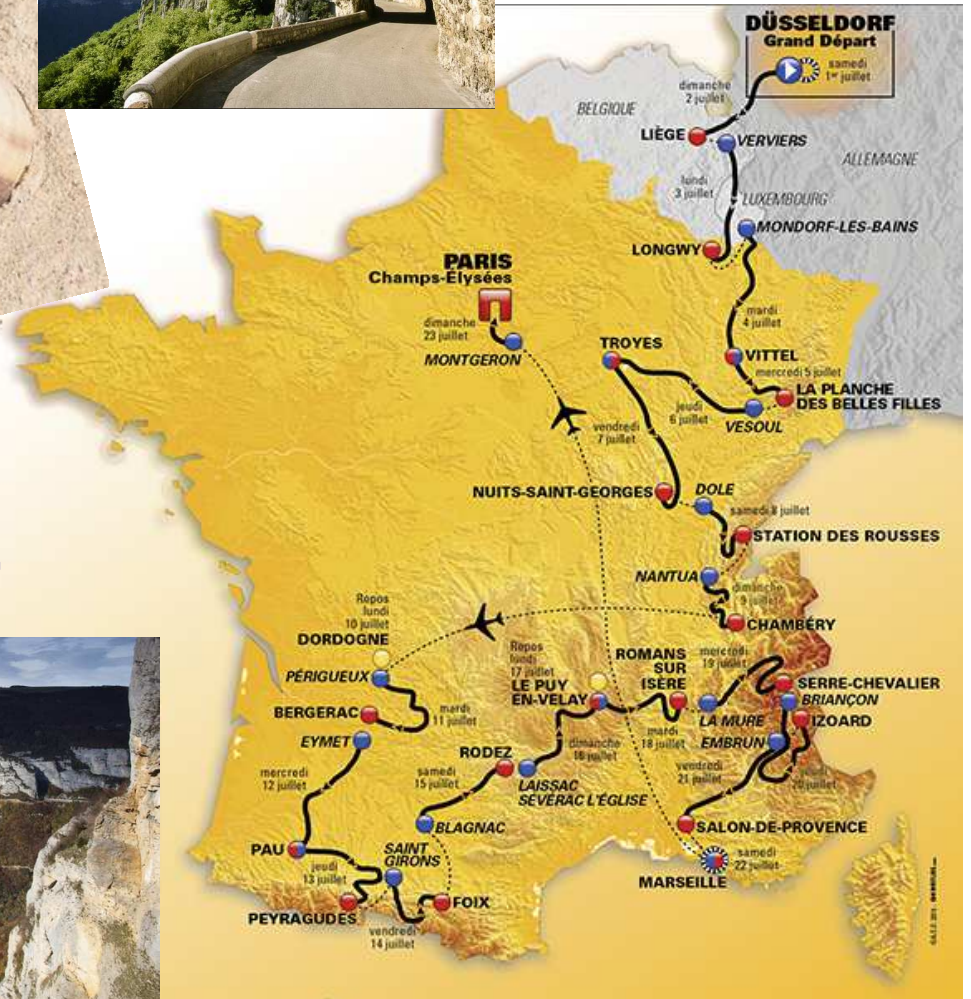 DÜSSELDORF
Grand Départ
samedi
1er juillet
dimanche
2 juillet
BELGIQUE
LIÈGE
VERVIERS
ALLEMAGNE
lundi
3 juillet
LUXEMBOURG
MONDORF-LES-BAINS
LONGWY
PARIS
Champs-Élysées
dimanche
23 juillet
MONTGERON
mardi
4 juillet
TROYES
VITTEL
mercredi 5 juillet
LA PLANCHE
DES BELLES FILLES
jeudi
6 juillet
VESOUL
vendredi
7 juillet
NUITS-SAINT-GEORGES
DOLE
samedi 8 juillet
STATION DES ROUSSES
NANTUA
dimanche
9 juillet
CHAMBÉRY
Repos
lundi
10 juillet
DORDOGNE
PÉRIGUEUX
mardi
11 juillet
BERGERAC
EYMET
mercredi
12 juillet
Repos
lundi
17 juillet
LE PUY
EN-VELAY
ROMANS
SUR
ISÈRE
mercredi
19 juillet
SERRE-CHEVALIER
BRIANÇON
LA MURE
IZOARD
mardi
18 juillet
EMBRUN
RODEZ
dimanche
16 juillet
LAISSAC
SÉVÉRAC L'ÉGLISE
samedi
15 juillet
vendredi
21 juillet
jeudi
20 juillet
BLAGNAC
SALON-DE-PROVENCE
PAU
SAINT
GIRONS
jeudi
13 juillet
samedi
22 juillet
MARSEILLE
PEYRAGUDES
FOIX
vendredi
14 juillet